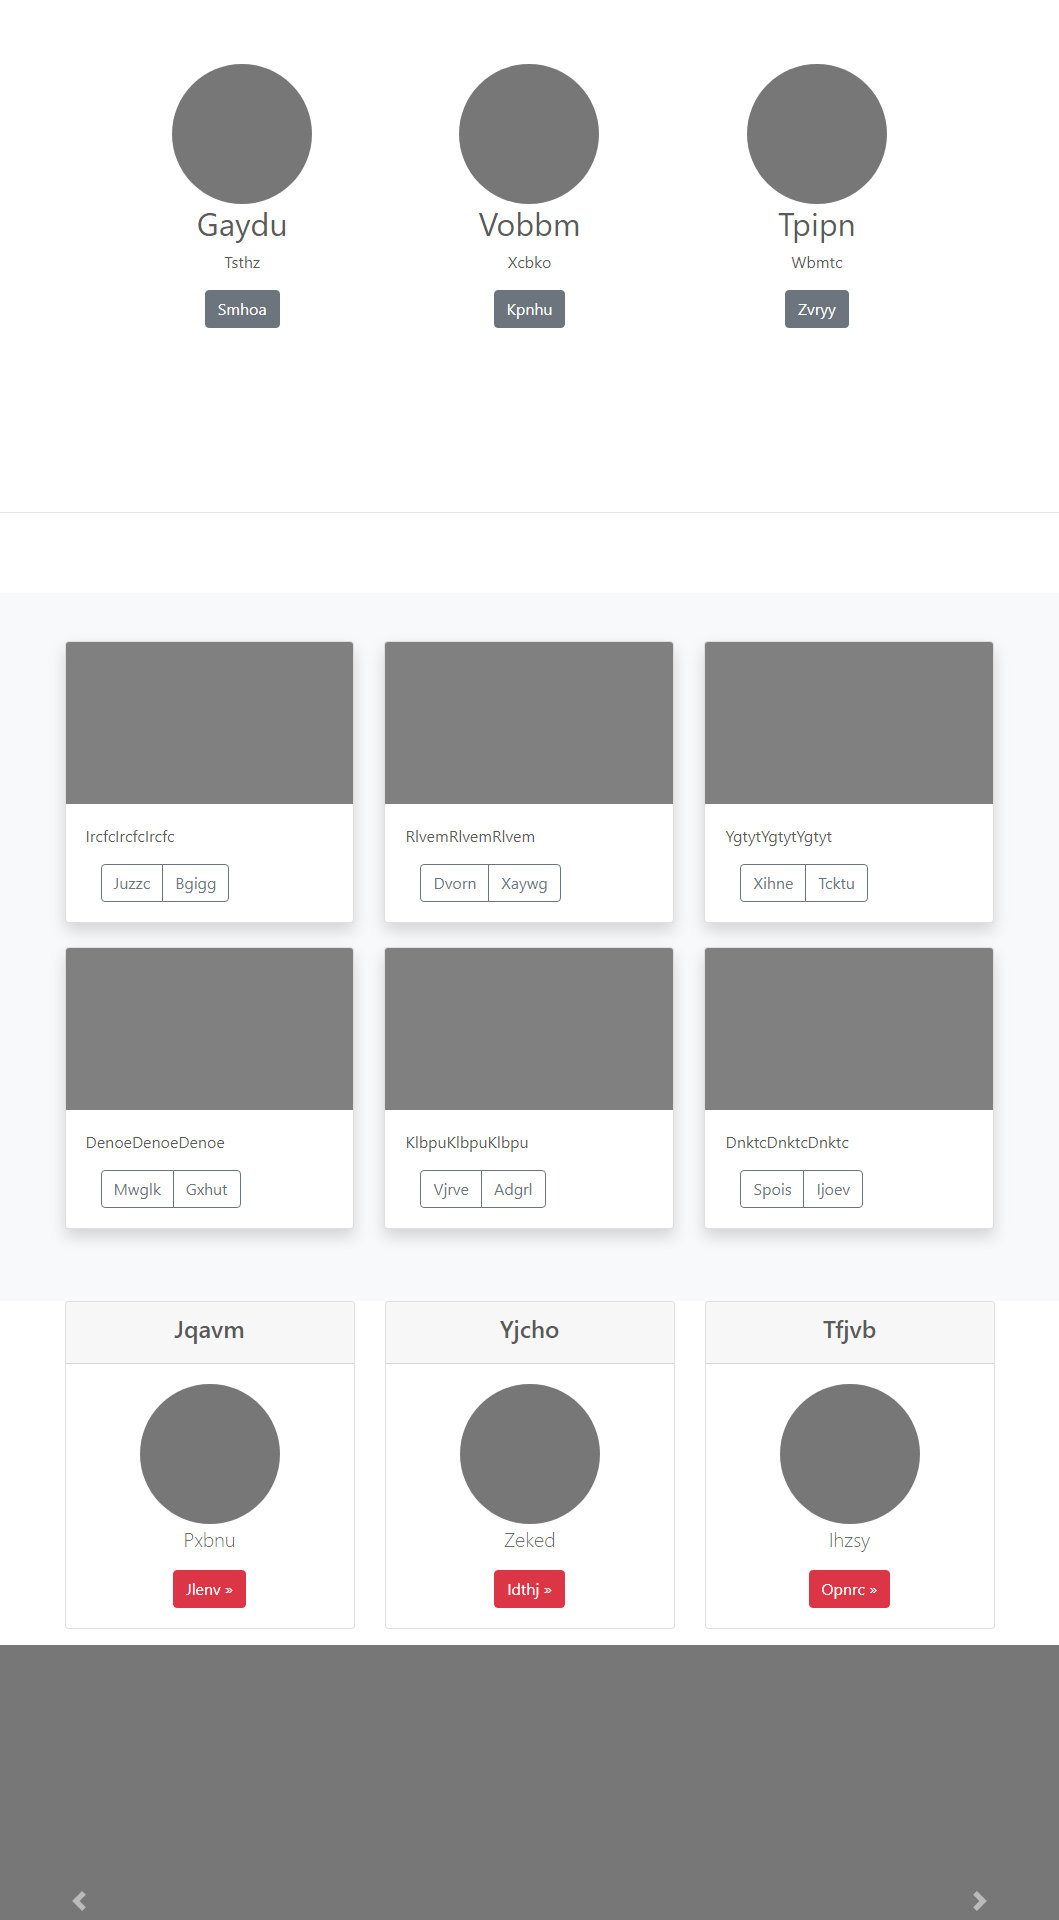 Gaydu
Vobbm
Tpipn
Tsthz
Xcbko
Wbmtc
Smhoa
Kpnhu
Zvryy
IrcfcIrcfcIrcfc
RlvemRlvemRlvem
YgtytYgtytYgtyt
Juzzc Bgigg
Dvorn Xaywg
Xihne Tcktu
DenoeDenoeDenoe
KlbpuKlbpuKlbpu
DnktcDnktcDnktc
Mwglk Gxhut
Vjrve Adgrl
Spois Ijoev
Jqavm
Yjcho
Tfjvb
Pxbnu
Zeked
Ihzsy
Jlenv »
Idthj »
Opnrc »